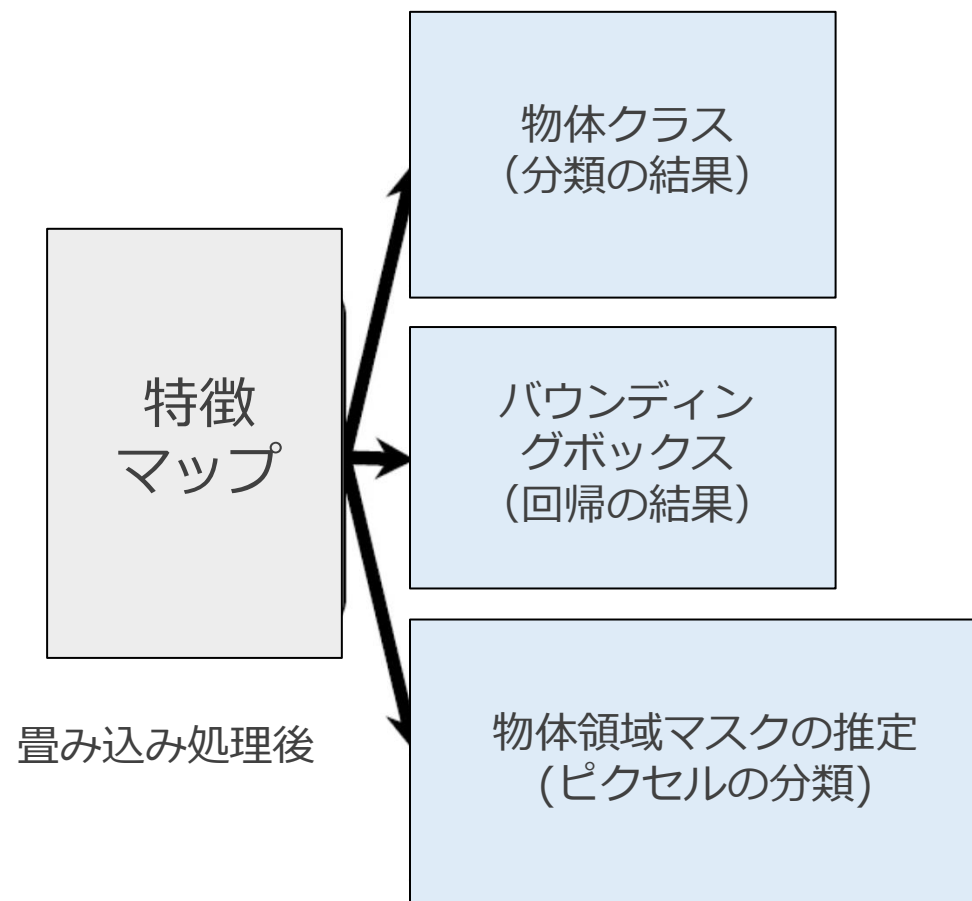 物体クラス
（分類の結果）
特徴
マップ
バウンディン
グボックス
（回帰の結果）
畳み込み処理後
物体領域マスクの推定
(ピクセルの分類)